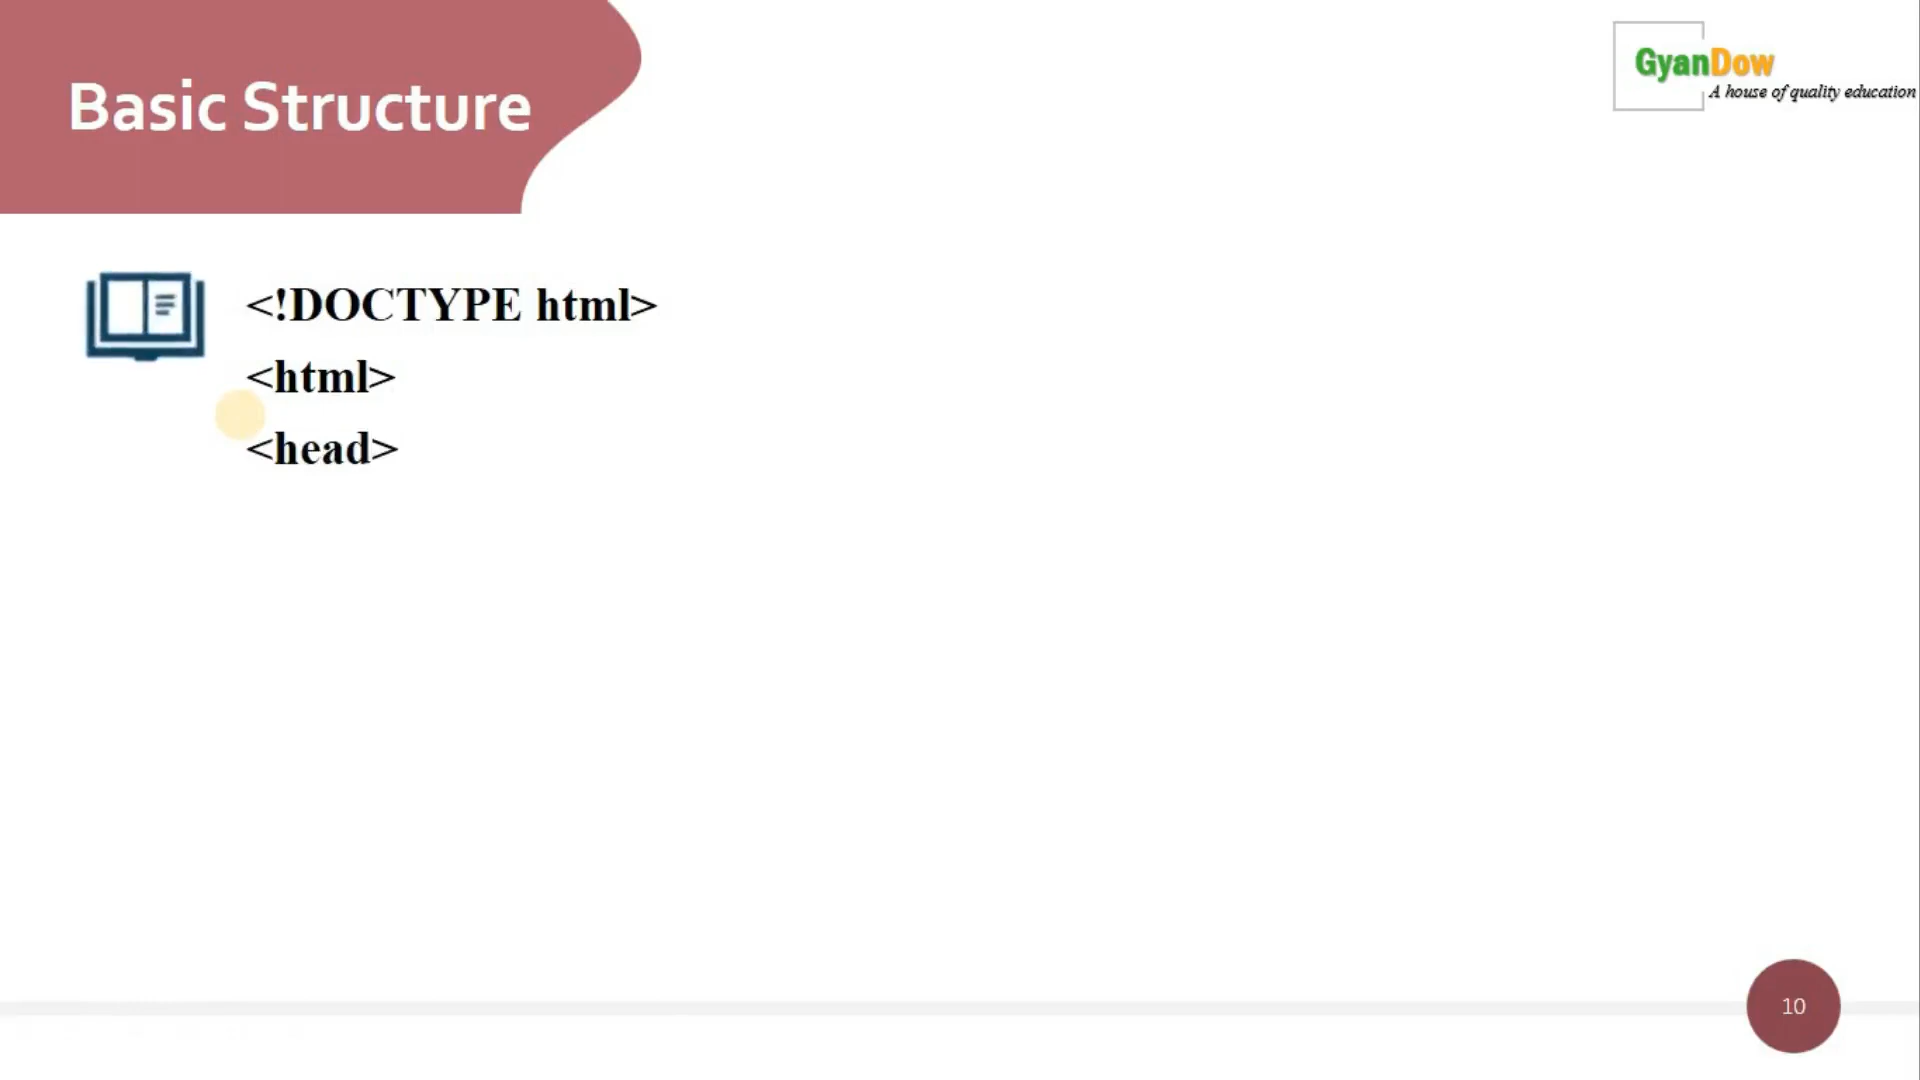 Basic Structure
GyanDow
A house of quality education
<!DOCTYPE html>
<html>
<head>
10